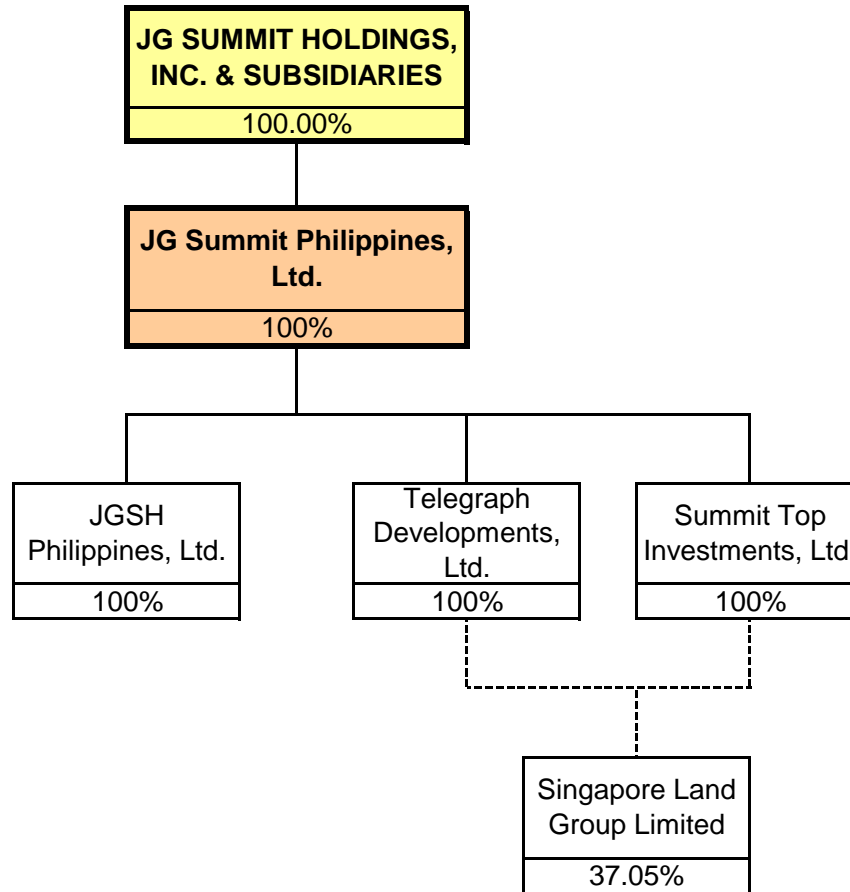 JG SUMMIT HOLDINGS,
INC. & SUBSIDIARIES
100.00%
JG Summit Philippines,
Ltd.
100%
JGSH
Philippines, Ltd.
100%
Telegraph
Developments,
Ltd.
100%
Summit Top
Investments, Ltd
100%
Singapore Land
Group Limited
37.05%